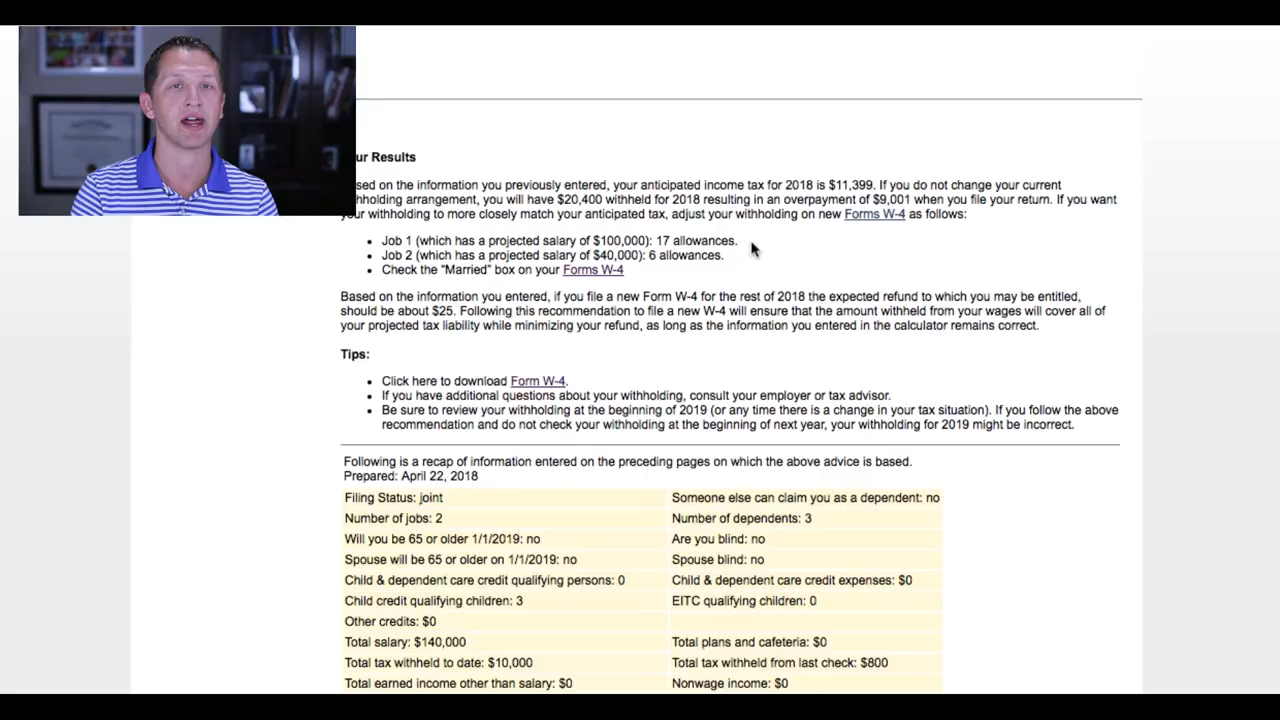 ur Results
sed on the information you previously entered, your anticipated income tax for 2018 is $11,399. If you do not change your current
hholding arrangement, you will have $20,400 withheld for 2018 resulting in an overpayment of $9,001 when you file your return. If you want
your withholding to more closely match your anticipated tax, adjust your withholding on new Forms W-4 as follows:
• Job 1 (which has a projected salary of $100,000): 17 allowances.
• Job 2 (which has a projected salary of $40,000): 6 allowances.
• Check the "Married" box on your Forms W-4
Based on the information you entered, if you file a new Form W-4 for the rest of 2018 the expected refund to which you may be entitled,
should be about $25. Following this recommendation to file a new W-4 will ensure that the amount withheld from your wages will cover all of
your projected tax liability while minimizing your refund, as long as the information you entered in the calculator remains correct.
Tips:
• Click here to download Form W-4.
• If you have additional questions about your withholding, consult your employer or tax advisor.
• Be sure to review your withholding at the beginning of 2019 (or any time there is a change in your tax situation). If you follow the above
recommendation and do not check your withholding at the beginning of next year, your withholding for 2019 might be incorrect.
Following is a recap of information entered on the preceding pages on which the above advice is based.
Prepared: April 22, 2018
Filing Status: joint Someone else can claim you as a dependent: no
Number of jobs: 2 Number of dependents: 3
Will you be 65 or older 1/1/2019: no Are you blind: no
Spouse will be 65 or older on 1/1/2019: no Spouse blind: no
Child & dependent care credit qualifying persons: 0 Child & dependent care credit expenses: $0
Child credit qualifying children: 3 EITC qualifying children: 0
Other credits: $0
Total salary: $140,000 Total plans and cafeteria: $0
Total tax withheld to date: $10,000 Total tax withheld from last check: $800
Total earned income other than salary: $0 Nonwage income: $0